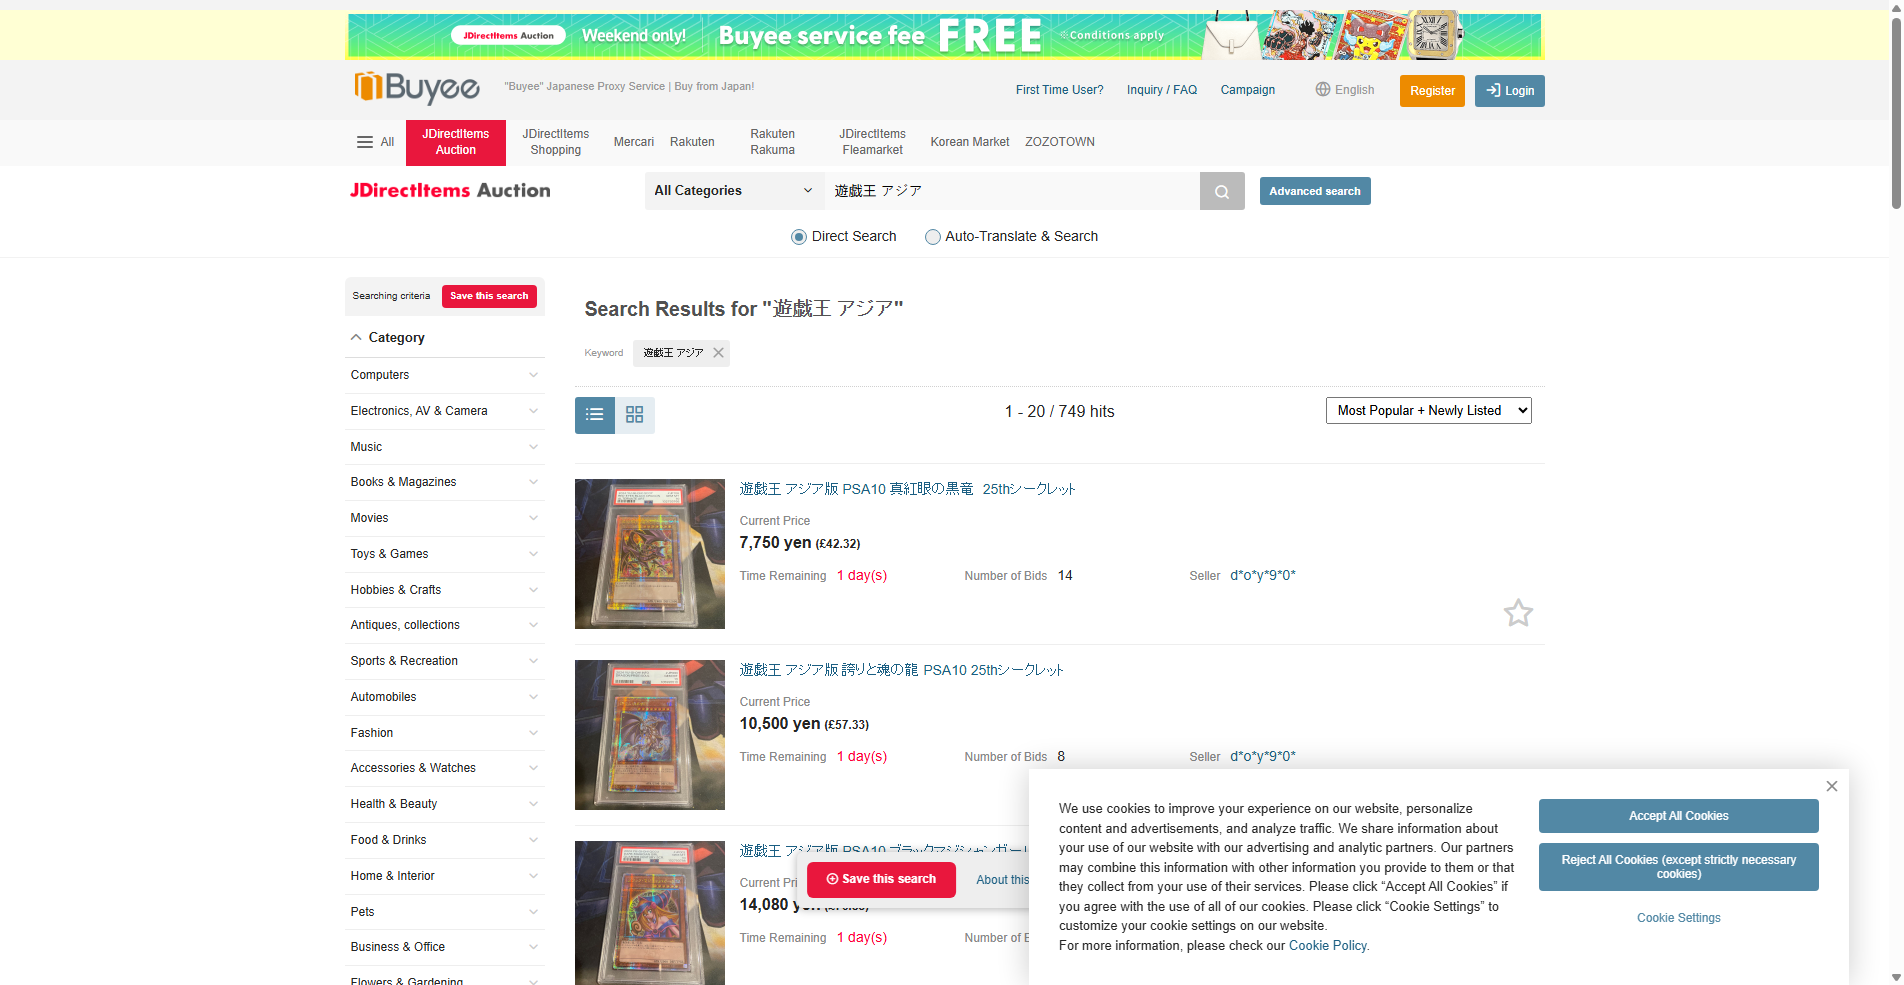 JDirectItems Auction Weekend only! Buyee service fee FREE ※Conditions apply
Buyee "Buyee" Japanese Proxy Service | Buy from Japan! First Time User? Inquiry / FAQ Campaign English Register Login
All JDirectItems Auction JDirectItems Shopping Mercari Rakuten Rakuten Rakuma JDirectItems Fleamarket Korean Market ZOZOTOWN
JDirectItems Auction All Categories 遊戯王 アジア Advanced search
Direct Search Auto-Translate & Search
Searching criteria Save this search
Category
Computers
Electronics, AV & Camera
Music
Books & Magazines
Movies
Toys & Games
Hobbies & Crafts
Antiques, collections
Sports & Recreation
Automobiles
Fashion
Accessories & Watches
Health & Beauty
Food & Drinks
Home & Interior
Pets
Business & Office
Flowers & Gardening
Search Results for "遊戯王 アジア"
Keyword 遊戯王 アジア
1 - 20 / 749 hits Most Popular + Newly Listed
遊戯王 アジア版 PSA10 真紅眼の黒竜 25thシークレット
Current Price
7,750 yen (£42.32)
Time Remaining 1 day(s) Number of Bids 14 Seller d*o*y*9*0*
遊戯王 アジア版 誇りと魂の龍 PSA10 25thシークレット
Current Price
10,500 yen (£57.33)
Time Remaining 1 day(s) Number of Bids 8 Seller d*o*y*9*0*
遊戯王 アジア版 PSA10 ブラックマジシャンガール
Current Pri
14,080 y
Time Remaining 1 day(s) Number of B
Save this search About this
We use cookies to improve your experience on our website, personalize
content and advertisements, and analyze traffic. We share information about
your use of our website with our advertising and analytic partners. Our partners
may combine this information with other information you provide to them or that
they collect from your use of their services. Please click “Accept All Cookies” if
you agree with the use of all of our cookies. Please click “Cookie Settings” to
customize your cookie settings on our website.
For more information, please check our Cookie Policy.
Accept All Cookies
Reject All Cookies (except strictly necessary
cookies)
Cookie Settings